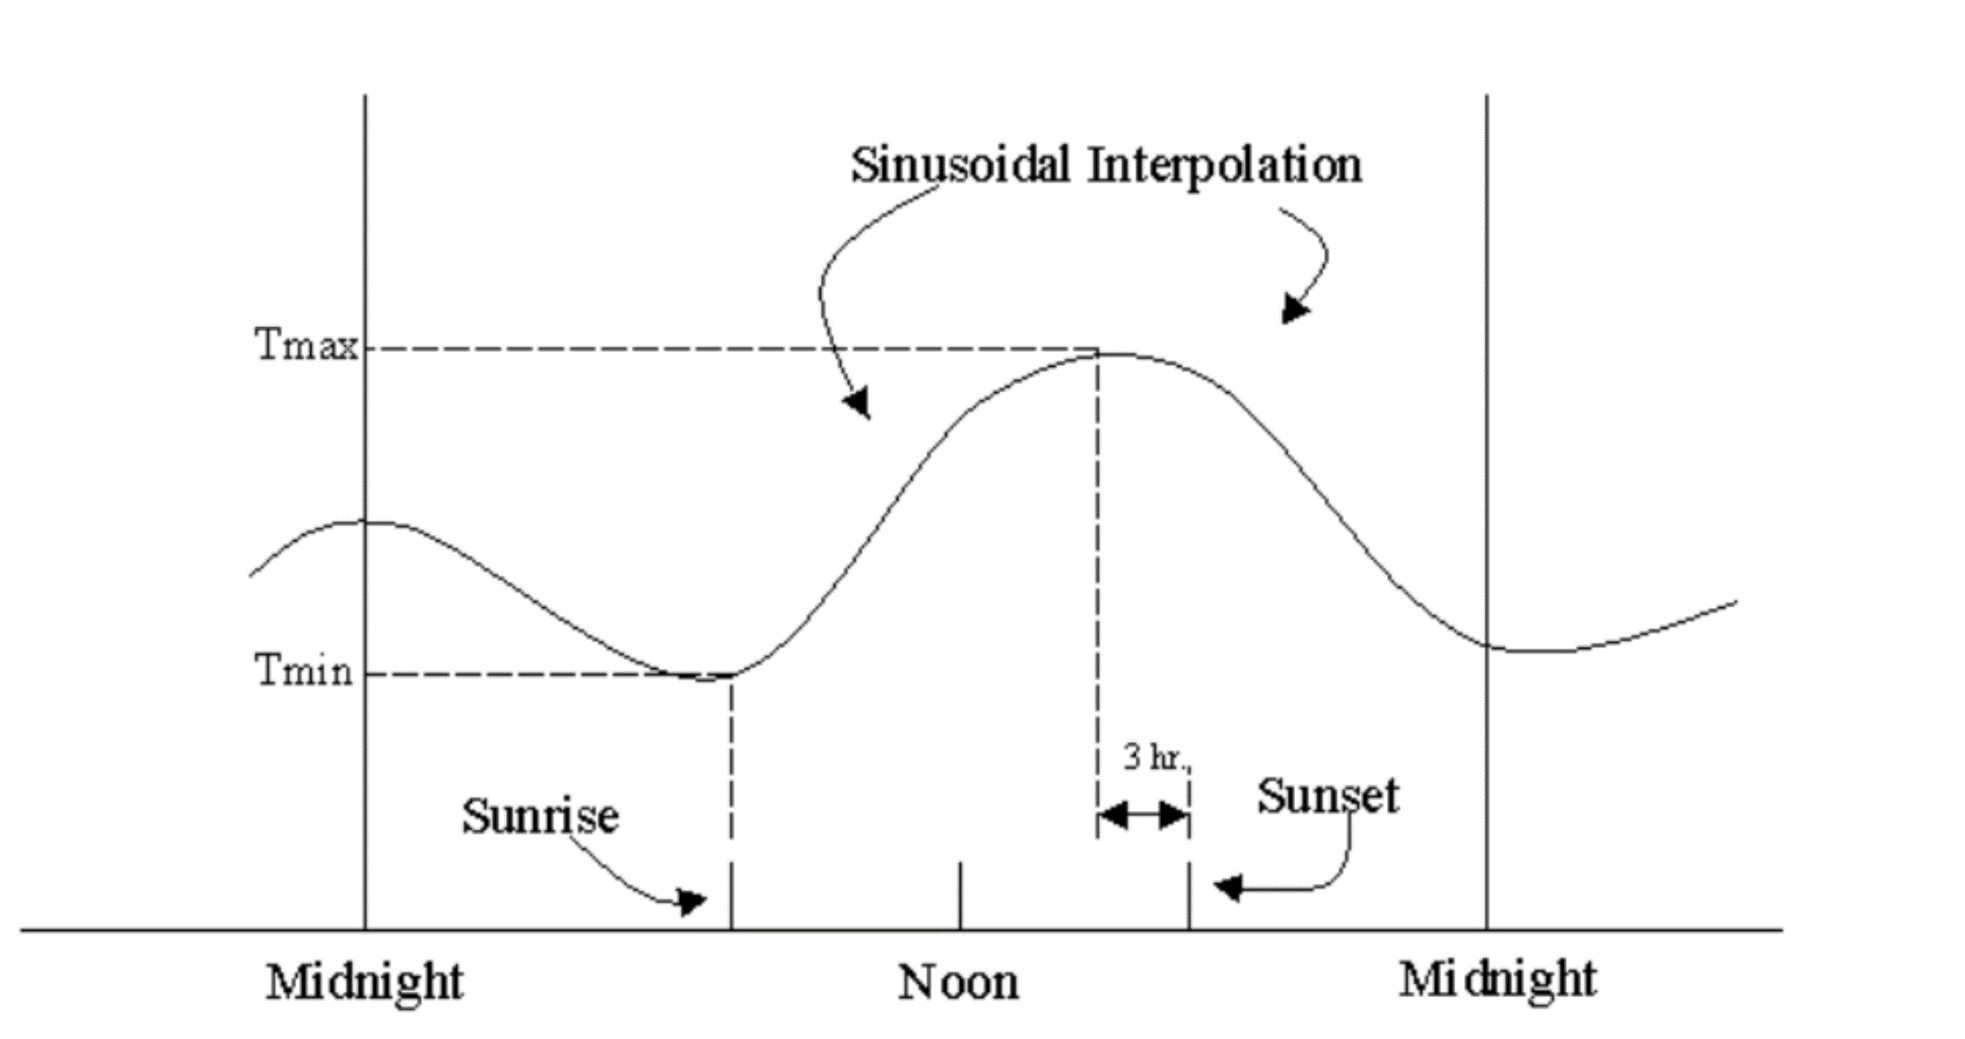 Sinusoidal Interpolation
Tmax
Tmin
3 hr.
Sunrise
Sunset
Midnight
Noon
Midnight